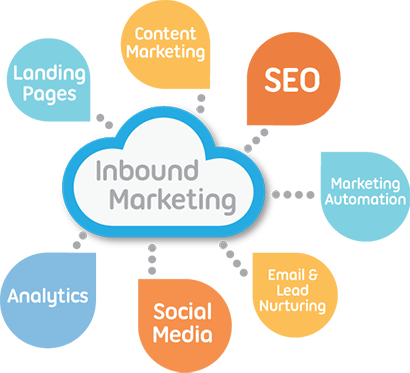 Content
Marketing
Landing
Pages
SEO
Inbound
Marketing
Marketing
Automation
Analytics
Social
Media
Email &
Lead
Nurturing